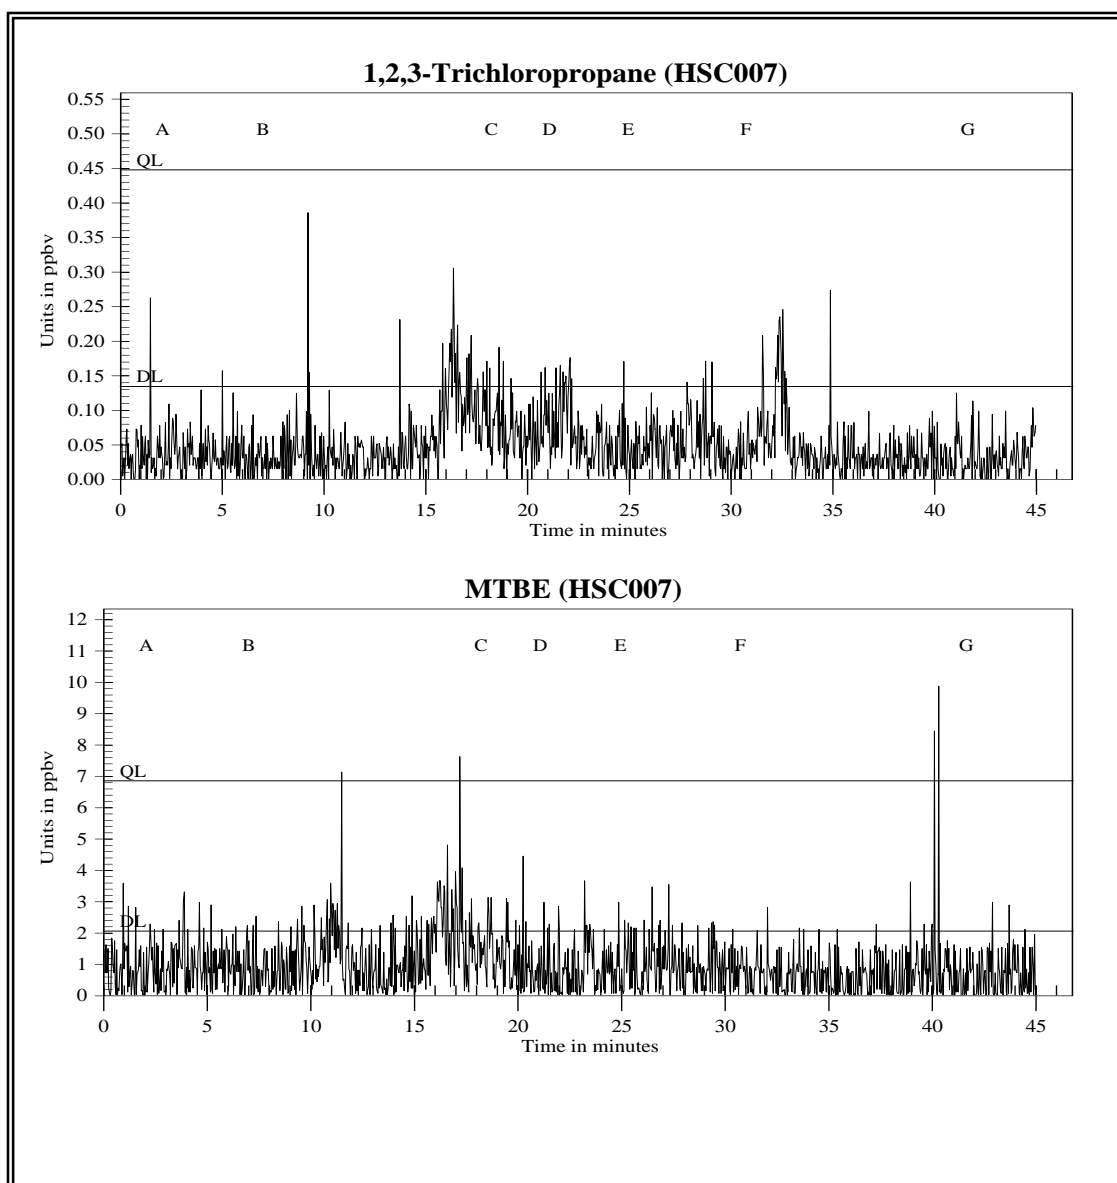 1,2,3-Trichloropropane (HSC007)
0.55
A B C D E F G
0.50
QL
0.45
0.40
0.35
0.30
0.25
0.20
DL
0.15
0.10
0.05
0.00
Units in ppbv
0 5 10 15 20 25 30 35 40 45
Time in minutes
MTBE (HSC007)
12
A B C D E F G
11
10
9
8
QL
7
6
5
4
3
DL
2
1
0
Units in ppbv
0 5 10 15 20 25 30 35 40 45
Time in minutes